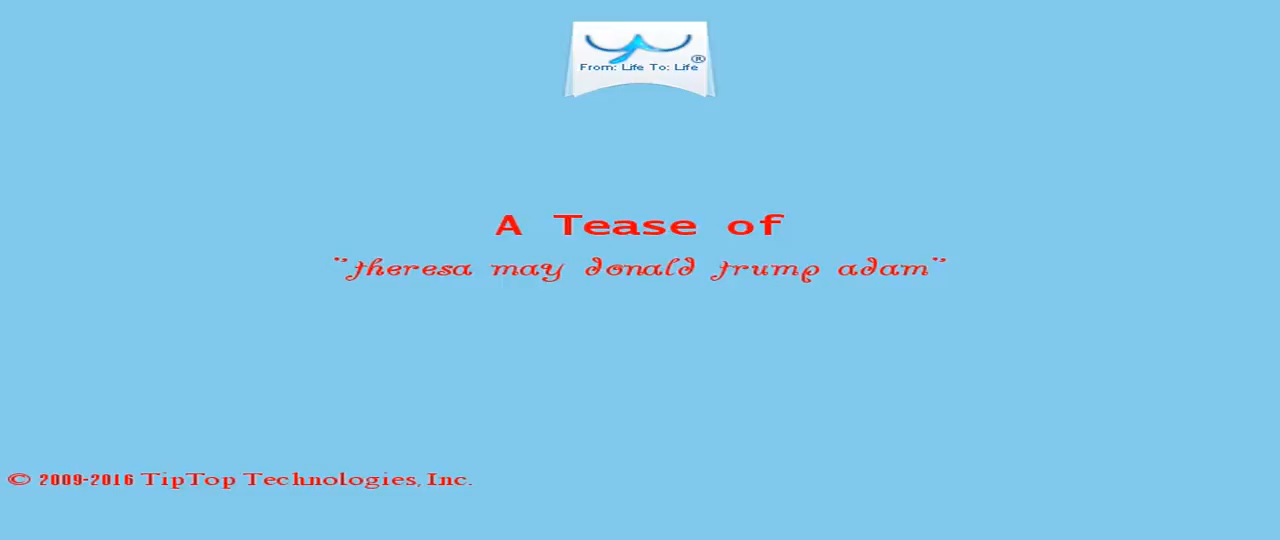 From: Life To: Life®
A Tease of
"theresa may donald trump adam"
© 2009-2016 TipTop Technologies, Inc.